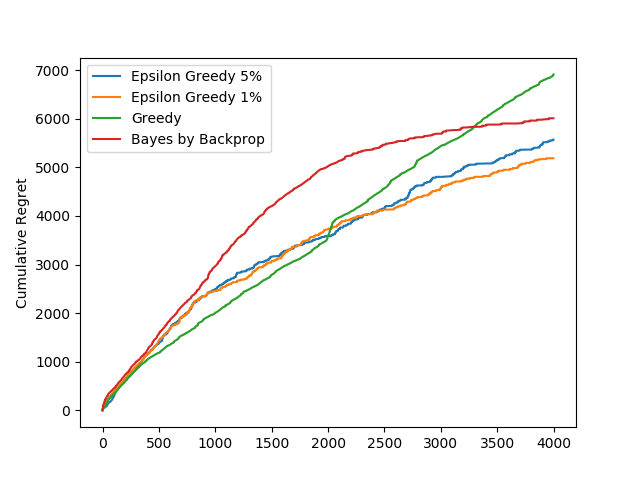 Epsilon Greedy 5%
Epsilon Greedy 1%
Greedy
Bayes by Backprop
Cumulative Regret
7000
6000
5000
4000
3000
2000
1000
0
0 500 1000 1500 2000 2500 3000 3500 4000